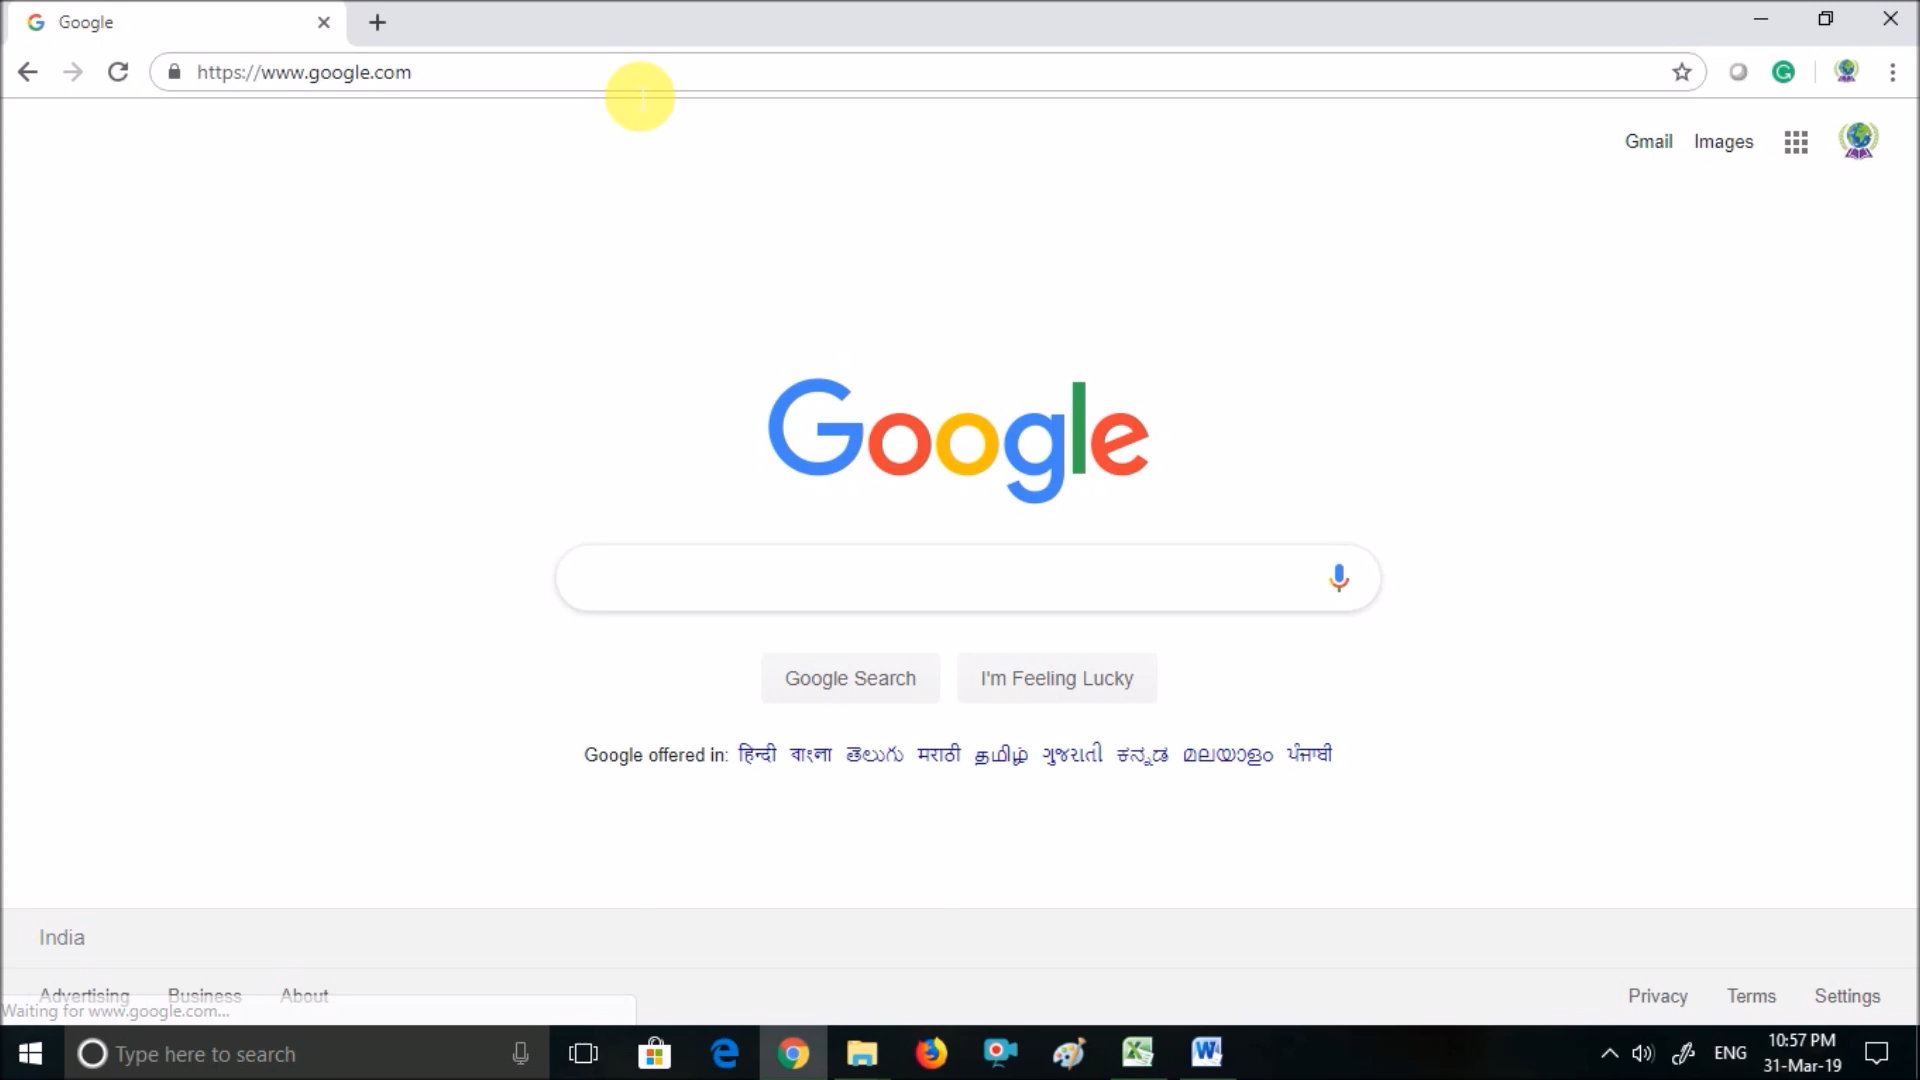 Google
https://www.google.com
Gmail Images
Google
Google Search I'm Feeling Lucky
Google offered in: हिन्दी বাংলা తెలుగు मराठी தமிழ் ગુજરાતી ಕನ್ನಡ മലയാളം ਪੰਜਾਬੀ
India
Advertising Business About
Privacy Terms Settings
Waiting for www.google.com...
Type here to search
ENG
10:57 PM
31-Mar-19